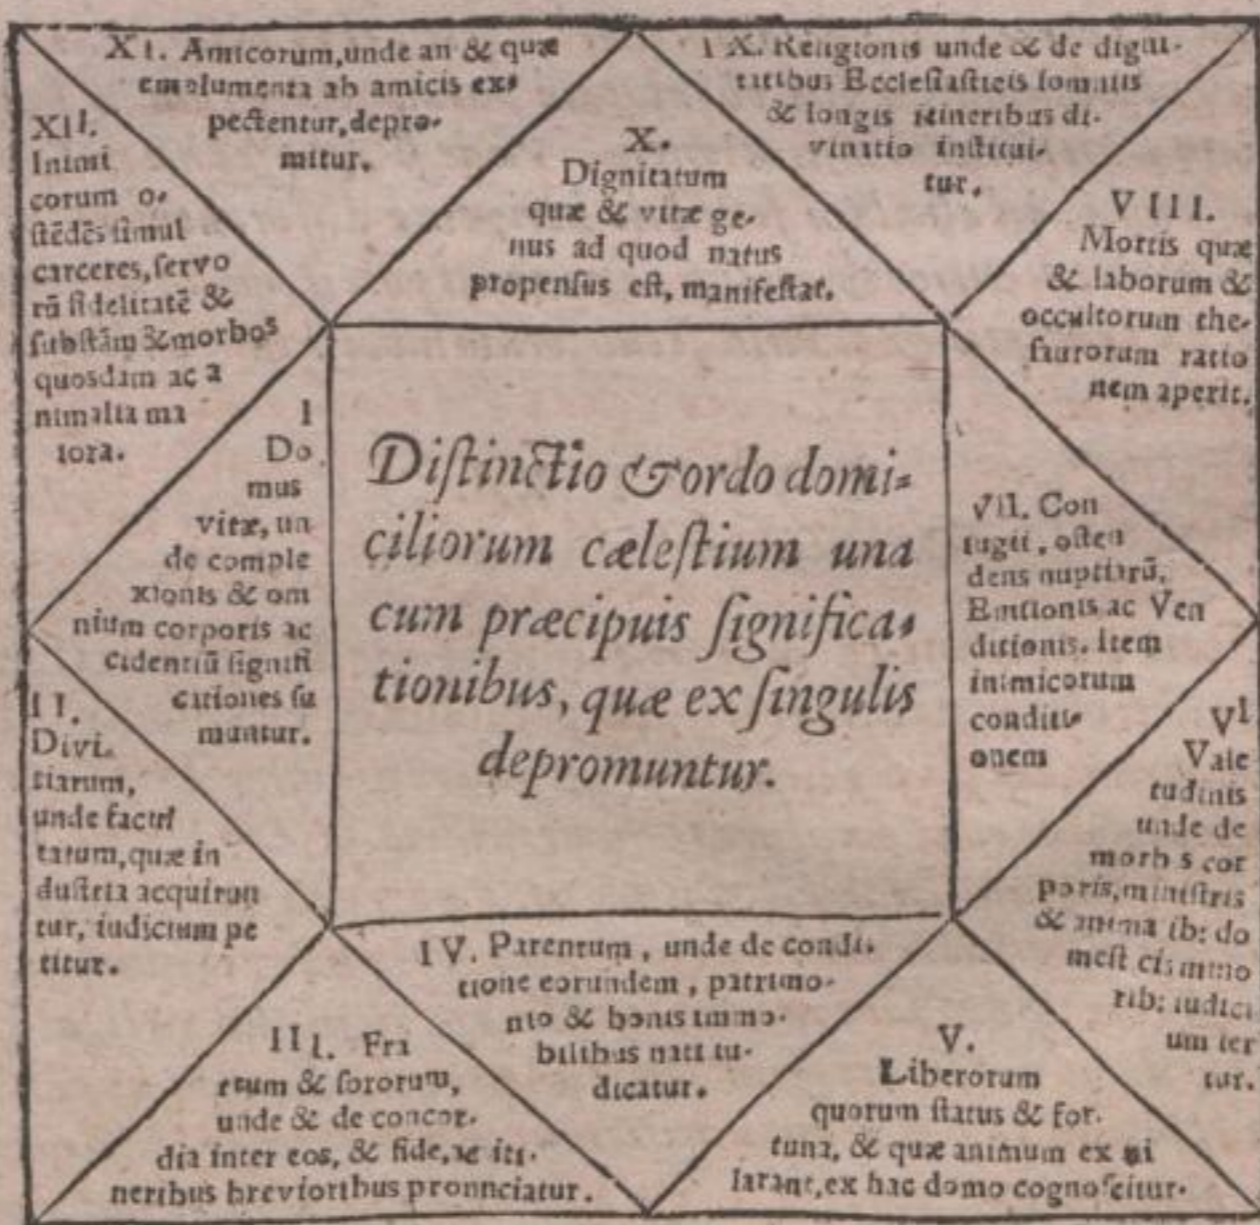 XI. Amicorum, unde an & quæ
emolumenta ab amicis ex⸗
pectentur, depro⸗
mitur.
IX. Religionis unde & de digni⸗
tatibus Ecclesiasticis somniis
& longis itineribus di⸗
vinatio institui⸗
tur.
X.
Dignitatum
quæ & vitæ ge⸗
nus ad quod natus
propensus est, manifestat.
XII.
Inimi
corum o⸗
stēdēs simul
carceres, servo
rū fidelitatē &
substām & morbos
quosdam ac a
nimalia ma
iora.
VIII.
Mortis quæ
& laborum &
occultorum the⸗
saurorum ratio
nem aperit.
I
Do
mus
vitæ, un
de comple
xionis & om
nium corporis ac
cidentiū signifi
cationes su
muntur.
Distinctio & ordo domi⸗
ciliorum cælestium una
cum præcipuis significa⸗
tionibus, quæ ex singulis
depromuntur.
VII. Con
iugii, osten
dens nuptiarū,
Emtionis ac Ven
ditionis. Item
inimicorum
conditi⸗
onem
II.
Divi⸗
tiarum,
unde facul
tatum, quæ in
dustria acquirun
tur, iudicium pe
titur.
VI
Vale
tudinis
unde de
morb s cor
poris, ministris
& anima ib: do
mest cis mino
rib: iudici
um fer
tur.
IV. Parentum, unde de condi⸗
tione eorundem, patrimo⸗
nio & bonis immo⸗
bilibus nati iu⸗
dicatur.
III. Fra
trum & sororum,
unde & de concor⸗
dia inter eos, & fide, ac iti⸗
neribus brevioribus pronnciatur.
V.
Liberorum
quorum status & for⸗
tuna, & quæ animum ex hi
larant, ex hac domo cognoscitur.